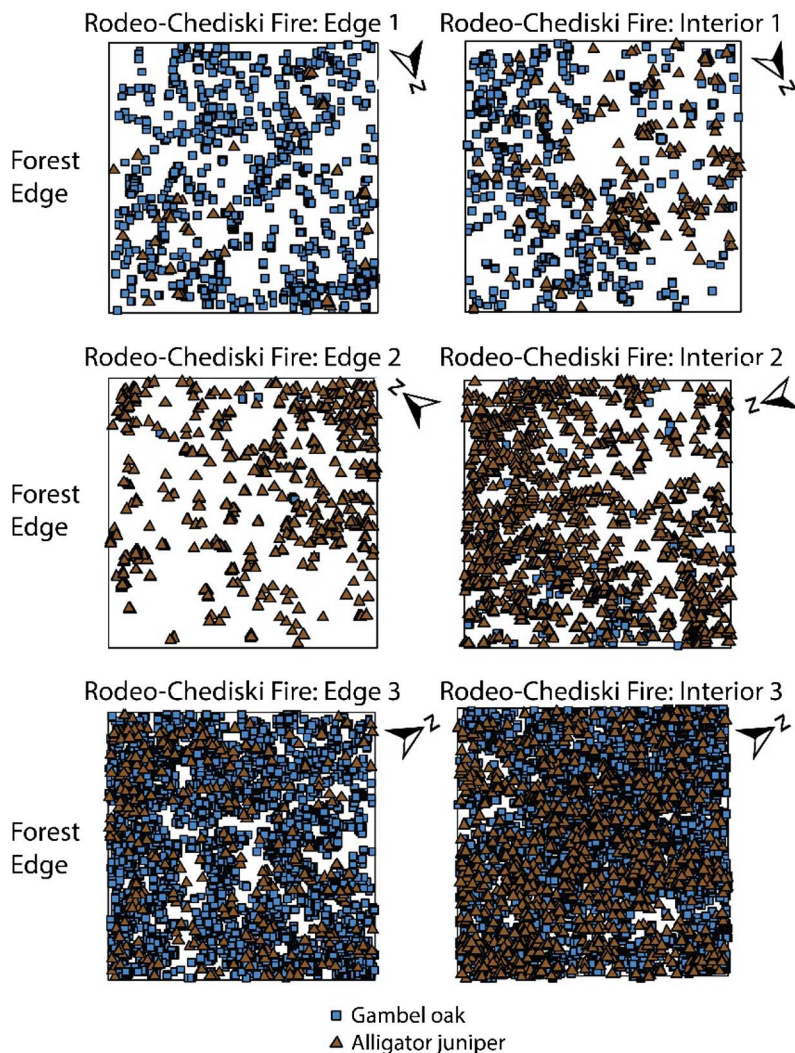 Rodeo-Chediski Fire: Edge 1
Rodeo-Chediski Fire: Interior 1
N
N
Forest
Edge
Rodeo-Chediski Fire: Edge 2
Rodeo-Chediski Fire: Interior 2
N
N
Forest
Edge
Rodeo-Chediski Fire: Edge 3
Rodeo-Chediski Fire: Interior 3
N
N
Forest
Edge
Gambel oak
Alligator juniper